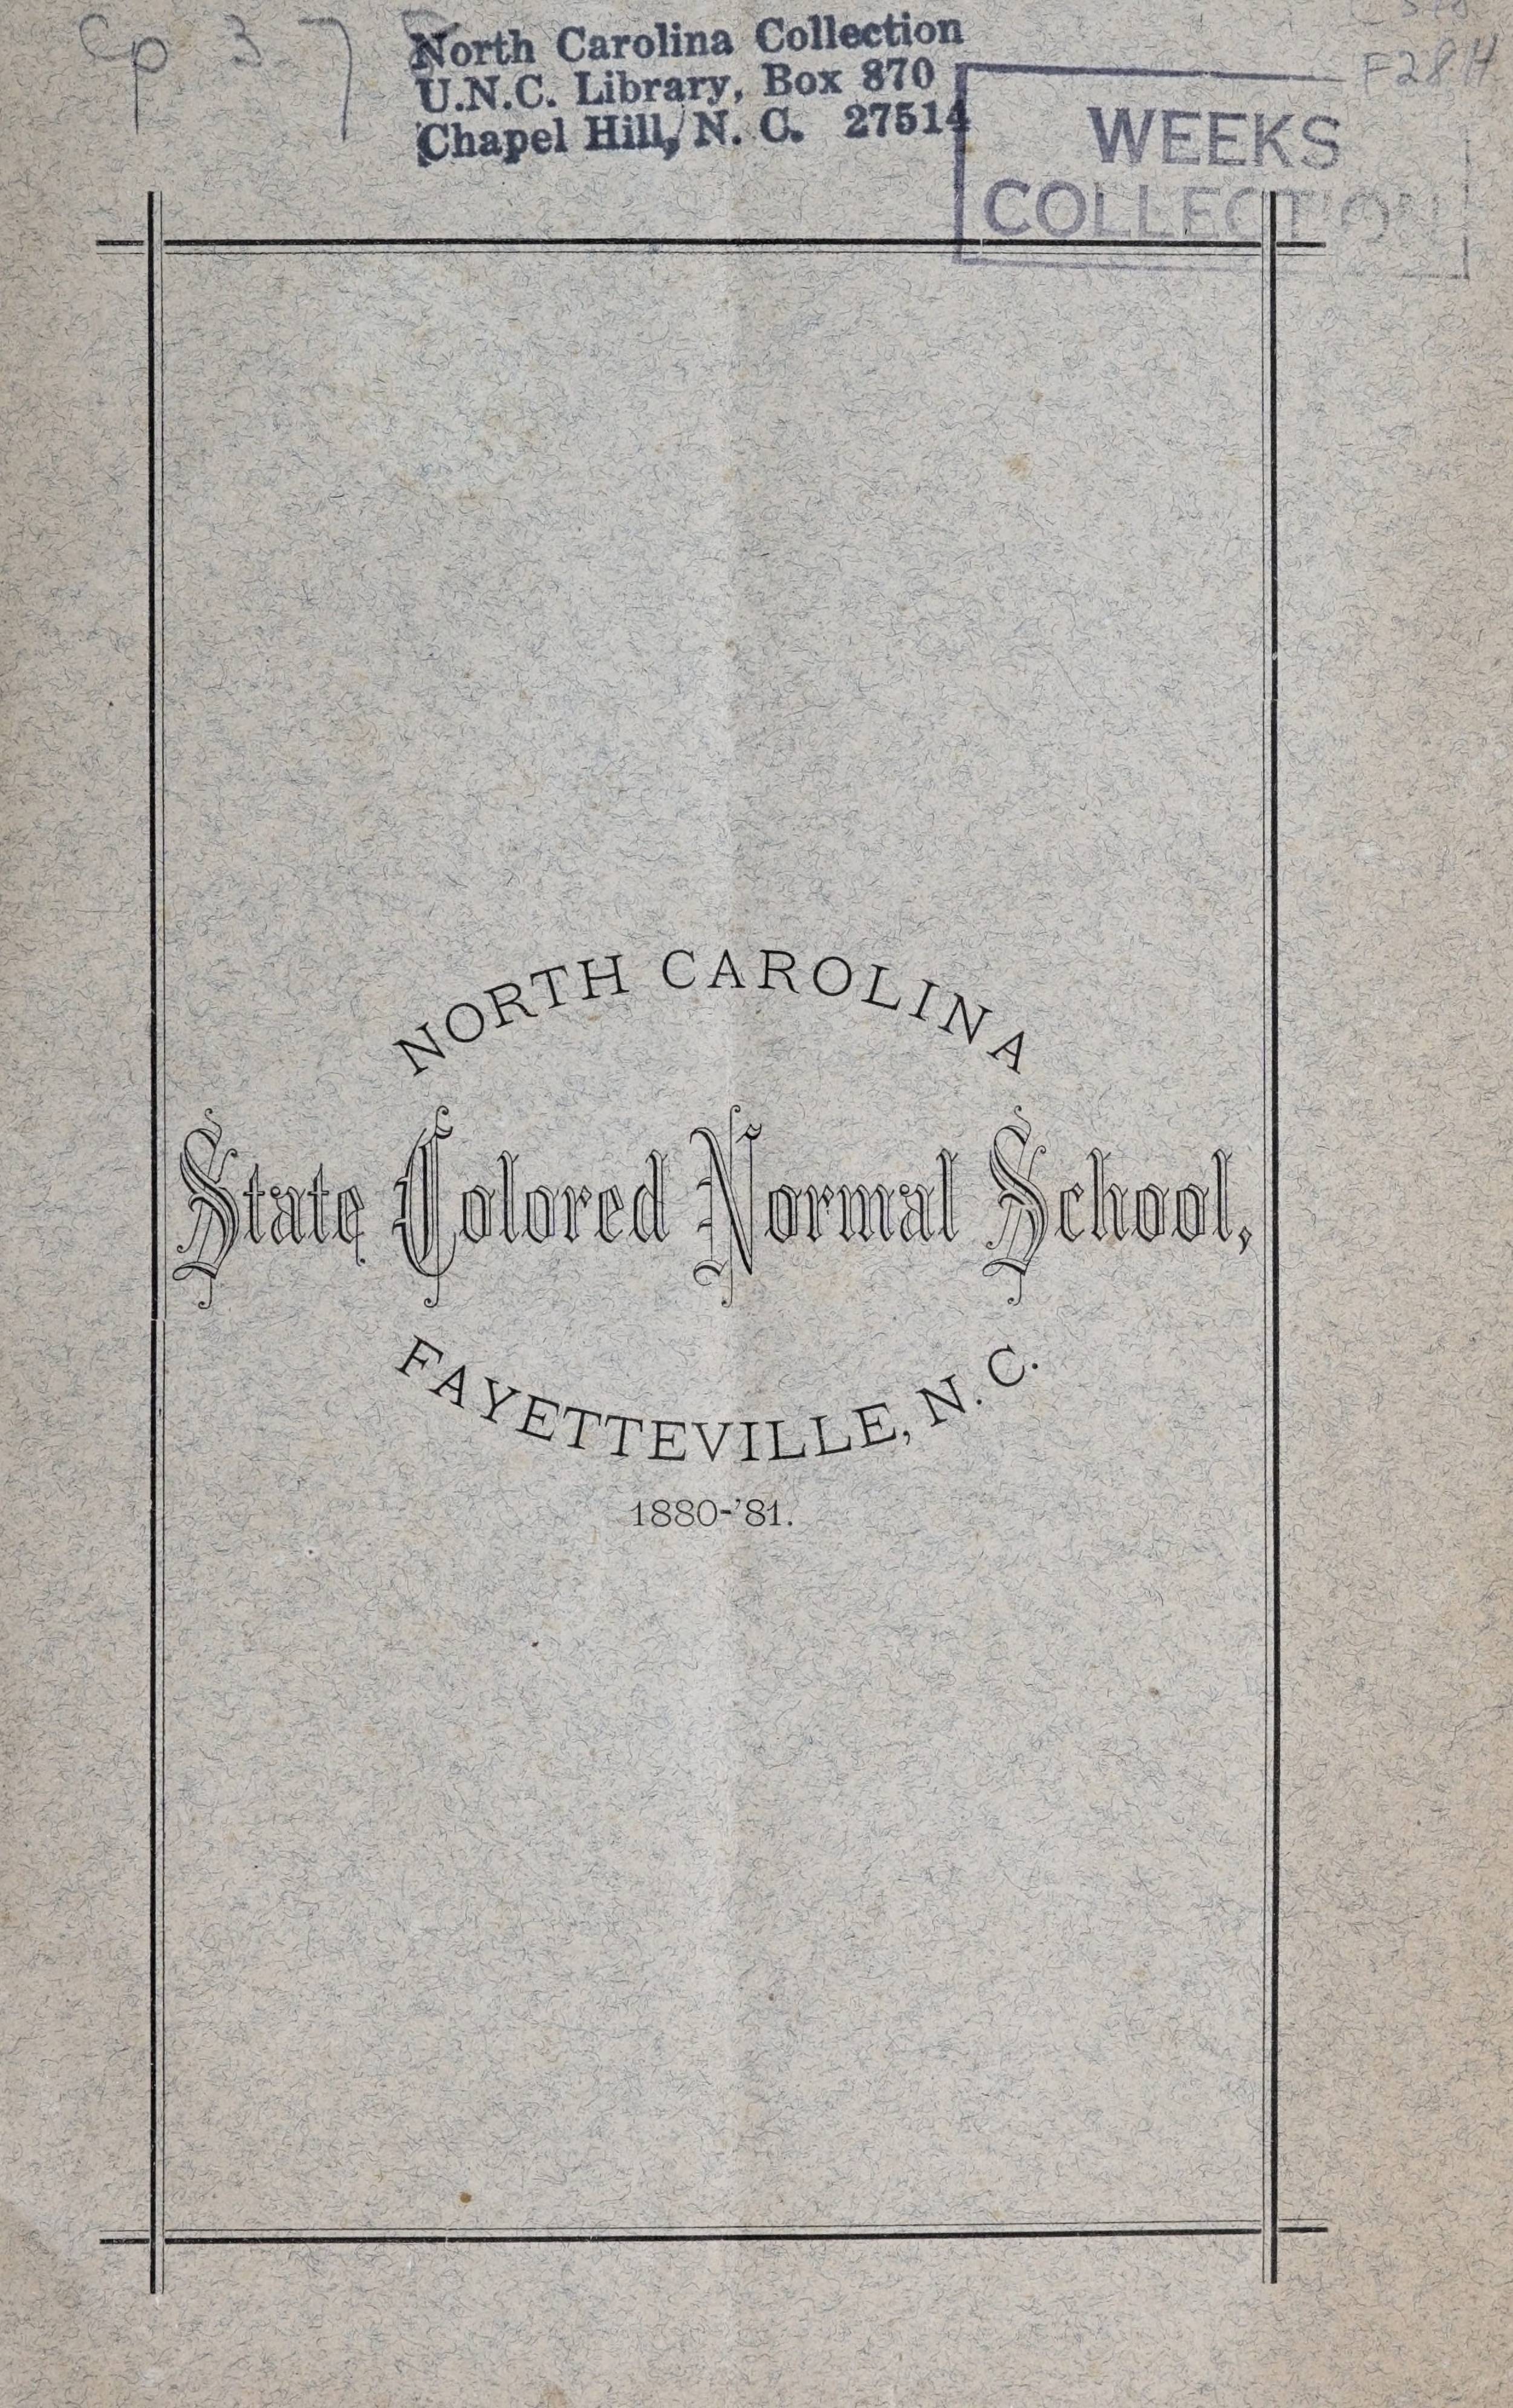 Cp 3 7
North Carolina Collection
U.N.C. Library, Box 870
Chapel Hill, N. C. 27514
F28H
WEEKS
COLLECTION
NORTH CAROLINA
State Colored Normal School,
FAYETTEVILLE, N. C.
1880-'81.